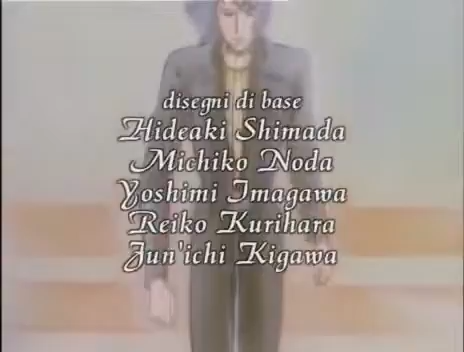 disegni di base
Hideaki Shimada
Michiko Noda
Yoshimi Imagawa
Reiko Kurihara
Jun'ichi Kigawa